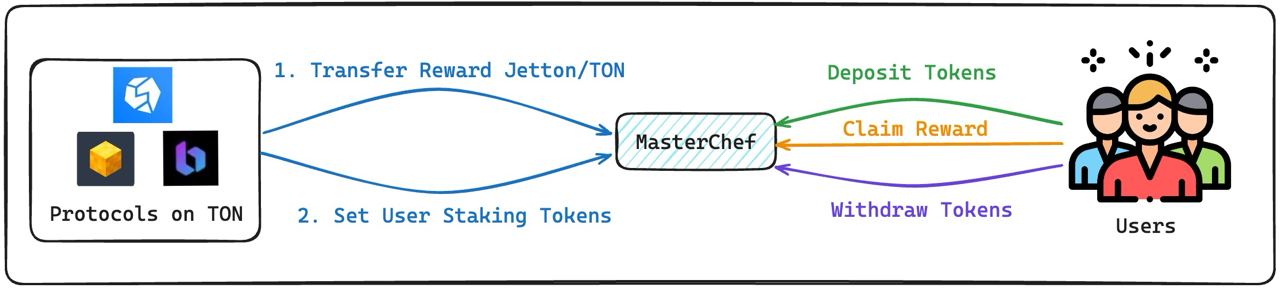 1. Transfer Reward Jetton/TON
Deposit Tokens
Claim Reward
MasterChef
Protocols on TON
2. Set User Staking Tokens
Withdraw Tokens
Users